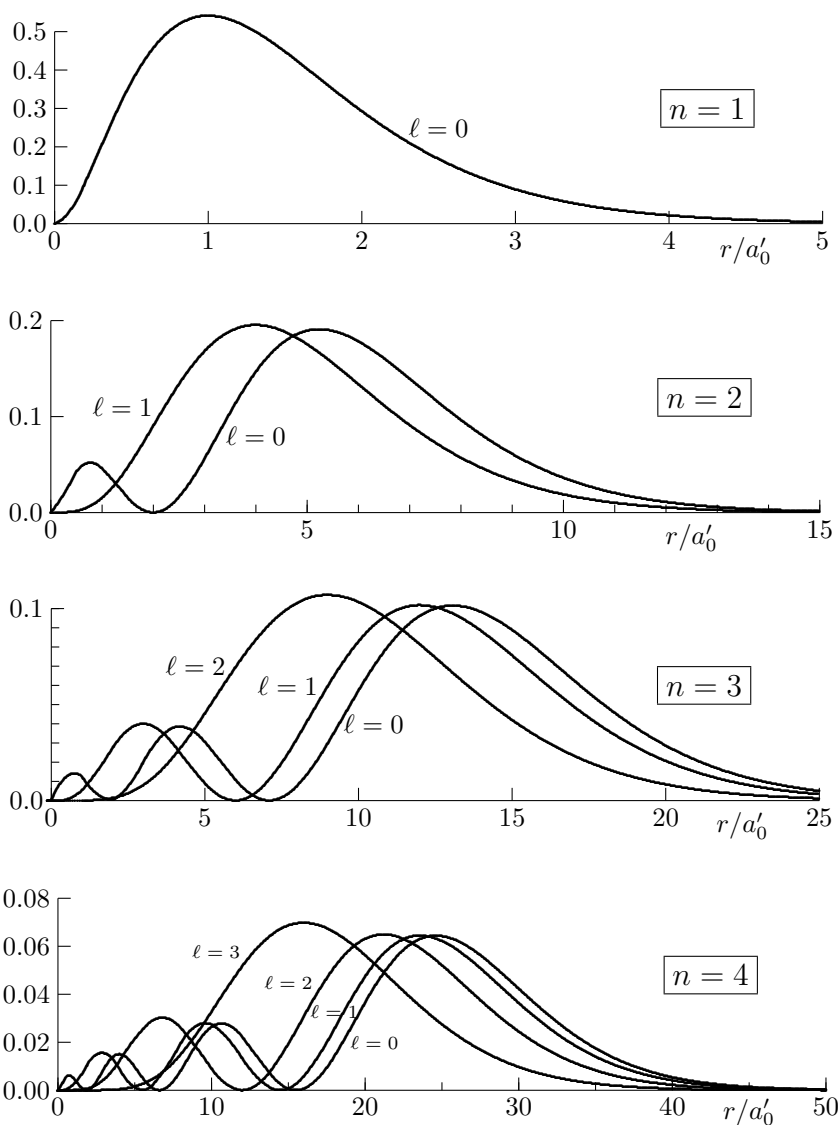 0.5
0.4
0.3
0.2
0.1
0.0
ℓ = 0
n = 1
0 1 2 3 4 5
r/a′₀
0.2
0.1
0.0
ℓ = 1
ℓ = 0
n = 2
0 5 10 15
r/a′₀
0.1
0.0
ℓ = 2
ℓ = 1
ℓ = 0
n = 3
0 5 10 15 20 25
r/a′₀
0.08
0.06
0.04
0.02
0.00
ℓ = 3
ℓ = 2
ℓ = 1
ℓ = 0
n = 4
0 10 20 30 40 50
r/a′₀